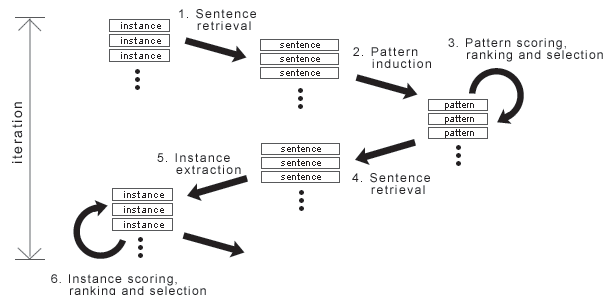 1. Sentence
retrieval
instance
instance
instance
sentence
sentence
sentence
2. Pattern
induction
3. Pattern scoring,
ranking and selection
pattern
pattern
pattern
iteration
4. Sentence
retrieval
sentence
sentence
sentence
5. Instance
extraction
instance
instance
instance
6. Instance scoring,
ranking and selection